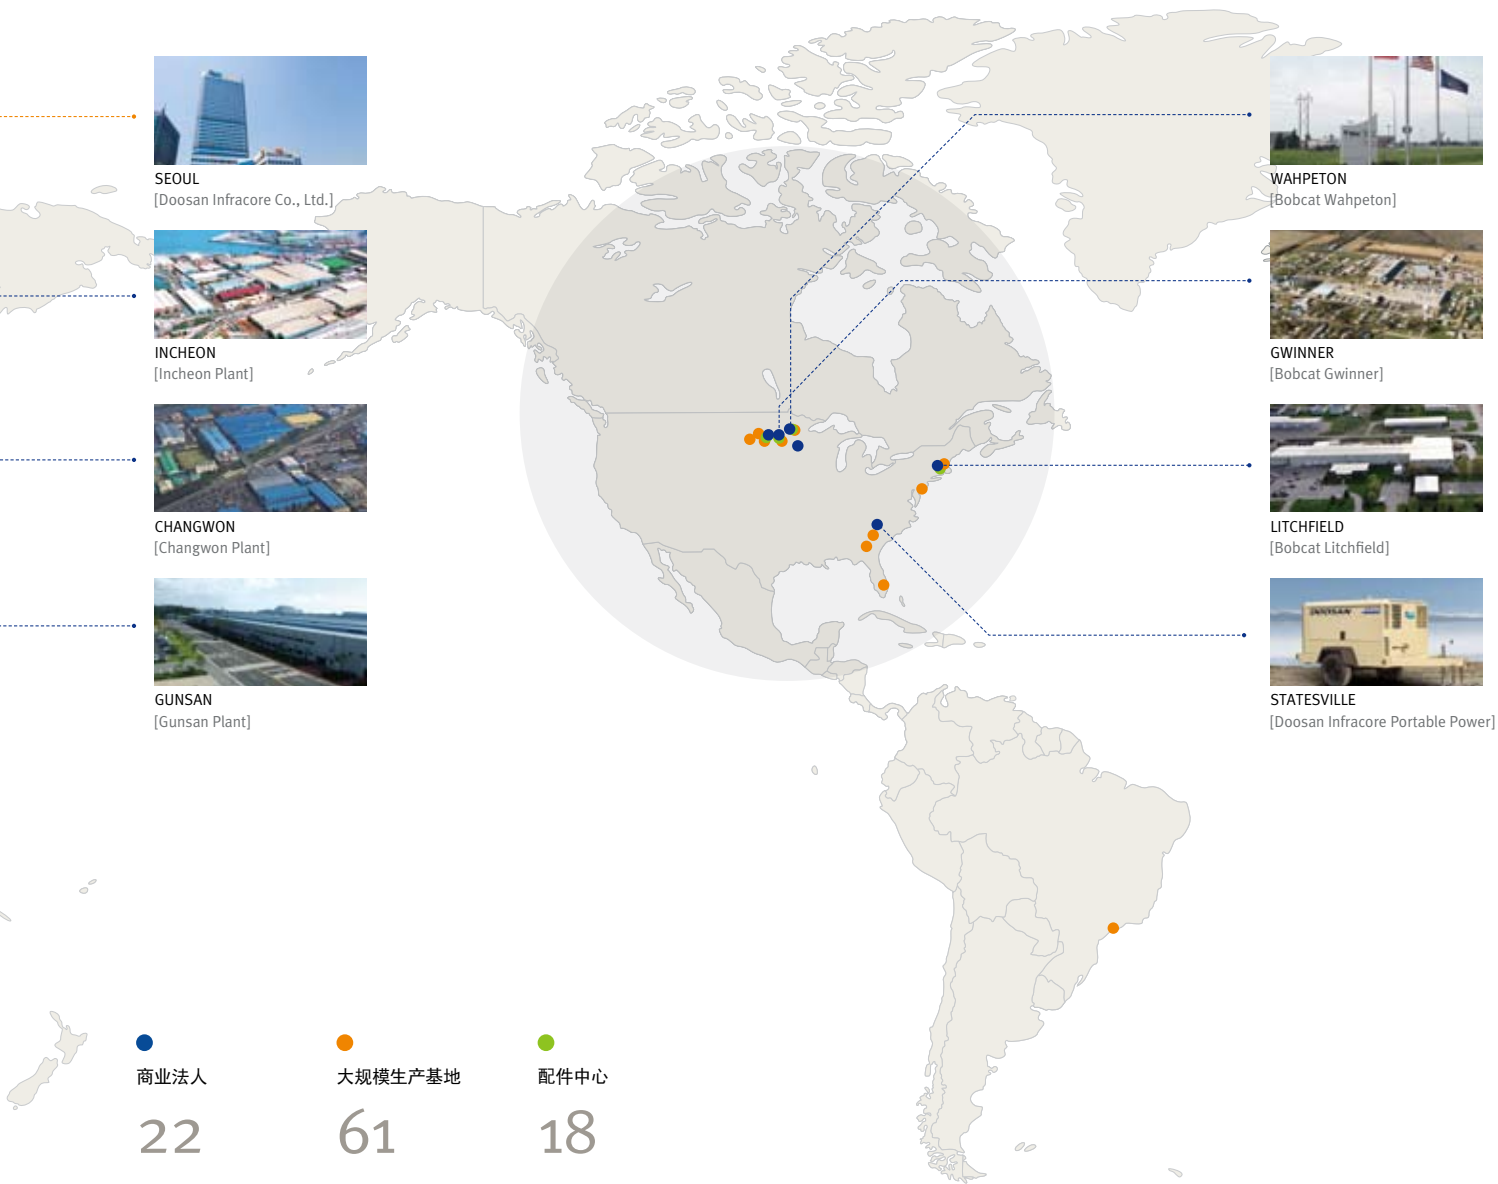 SEOUL
[Doosan Infracore Co., Ltd.]
INCHEON
[Incheon Plant]
CHANGWON
[Changwon Plant]
GUNSAN
[Gunsan Plant]
WAHPETON
[Bobcat Wahpeton]
GWINNER
[Bobcat Gwinner]
LITCHFIELD
[Bobcat Litchfield]
DOOSAN
STATESVILLE
[Doosan Infracore Portable Power]
商业法人
22
大规模生产基地
61
配件中心
18